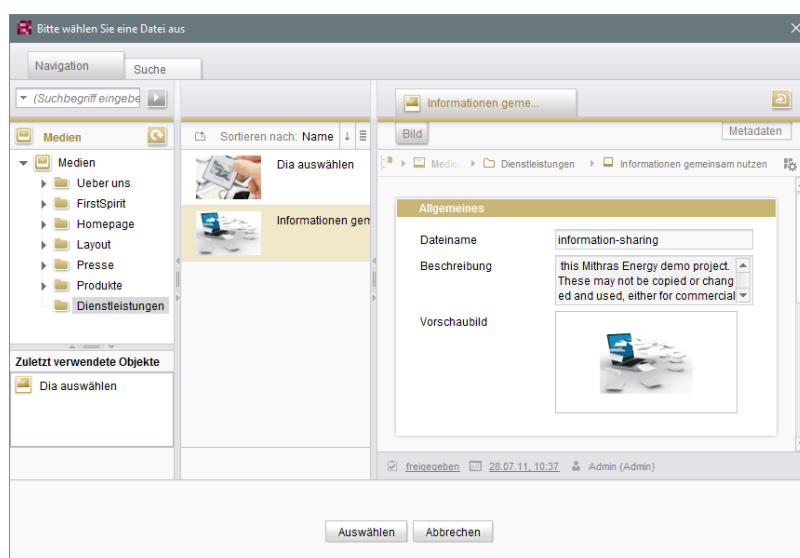 Bitte wählen Sie eine Datei aus
Navigation
Suche
(Suchbegriff eingebe
Informationen geme...
Medien
Sortieren nach: Name
Bild
Metadaten
Medien
Ueber uns
FirstSpirit
Homepage
Layout
Presse
Produkte
Dienstleistungen
Dia auswählen
Informationen gen
Dienstleistungen
Informationen gemeinsam nutzen
Allgemeines
Dateiname
information-sharing
Beschreibung
this Mithras Energy demo project.
These may not be copied or chang
ed and used, either for commercial
Vorschaubild
Zuletzt verwendete Objekte
Dia auswählen
freigegeben
28.07.11, 10:37
Admin (Admin)
Auswählen
Abbrechen